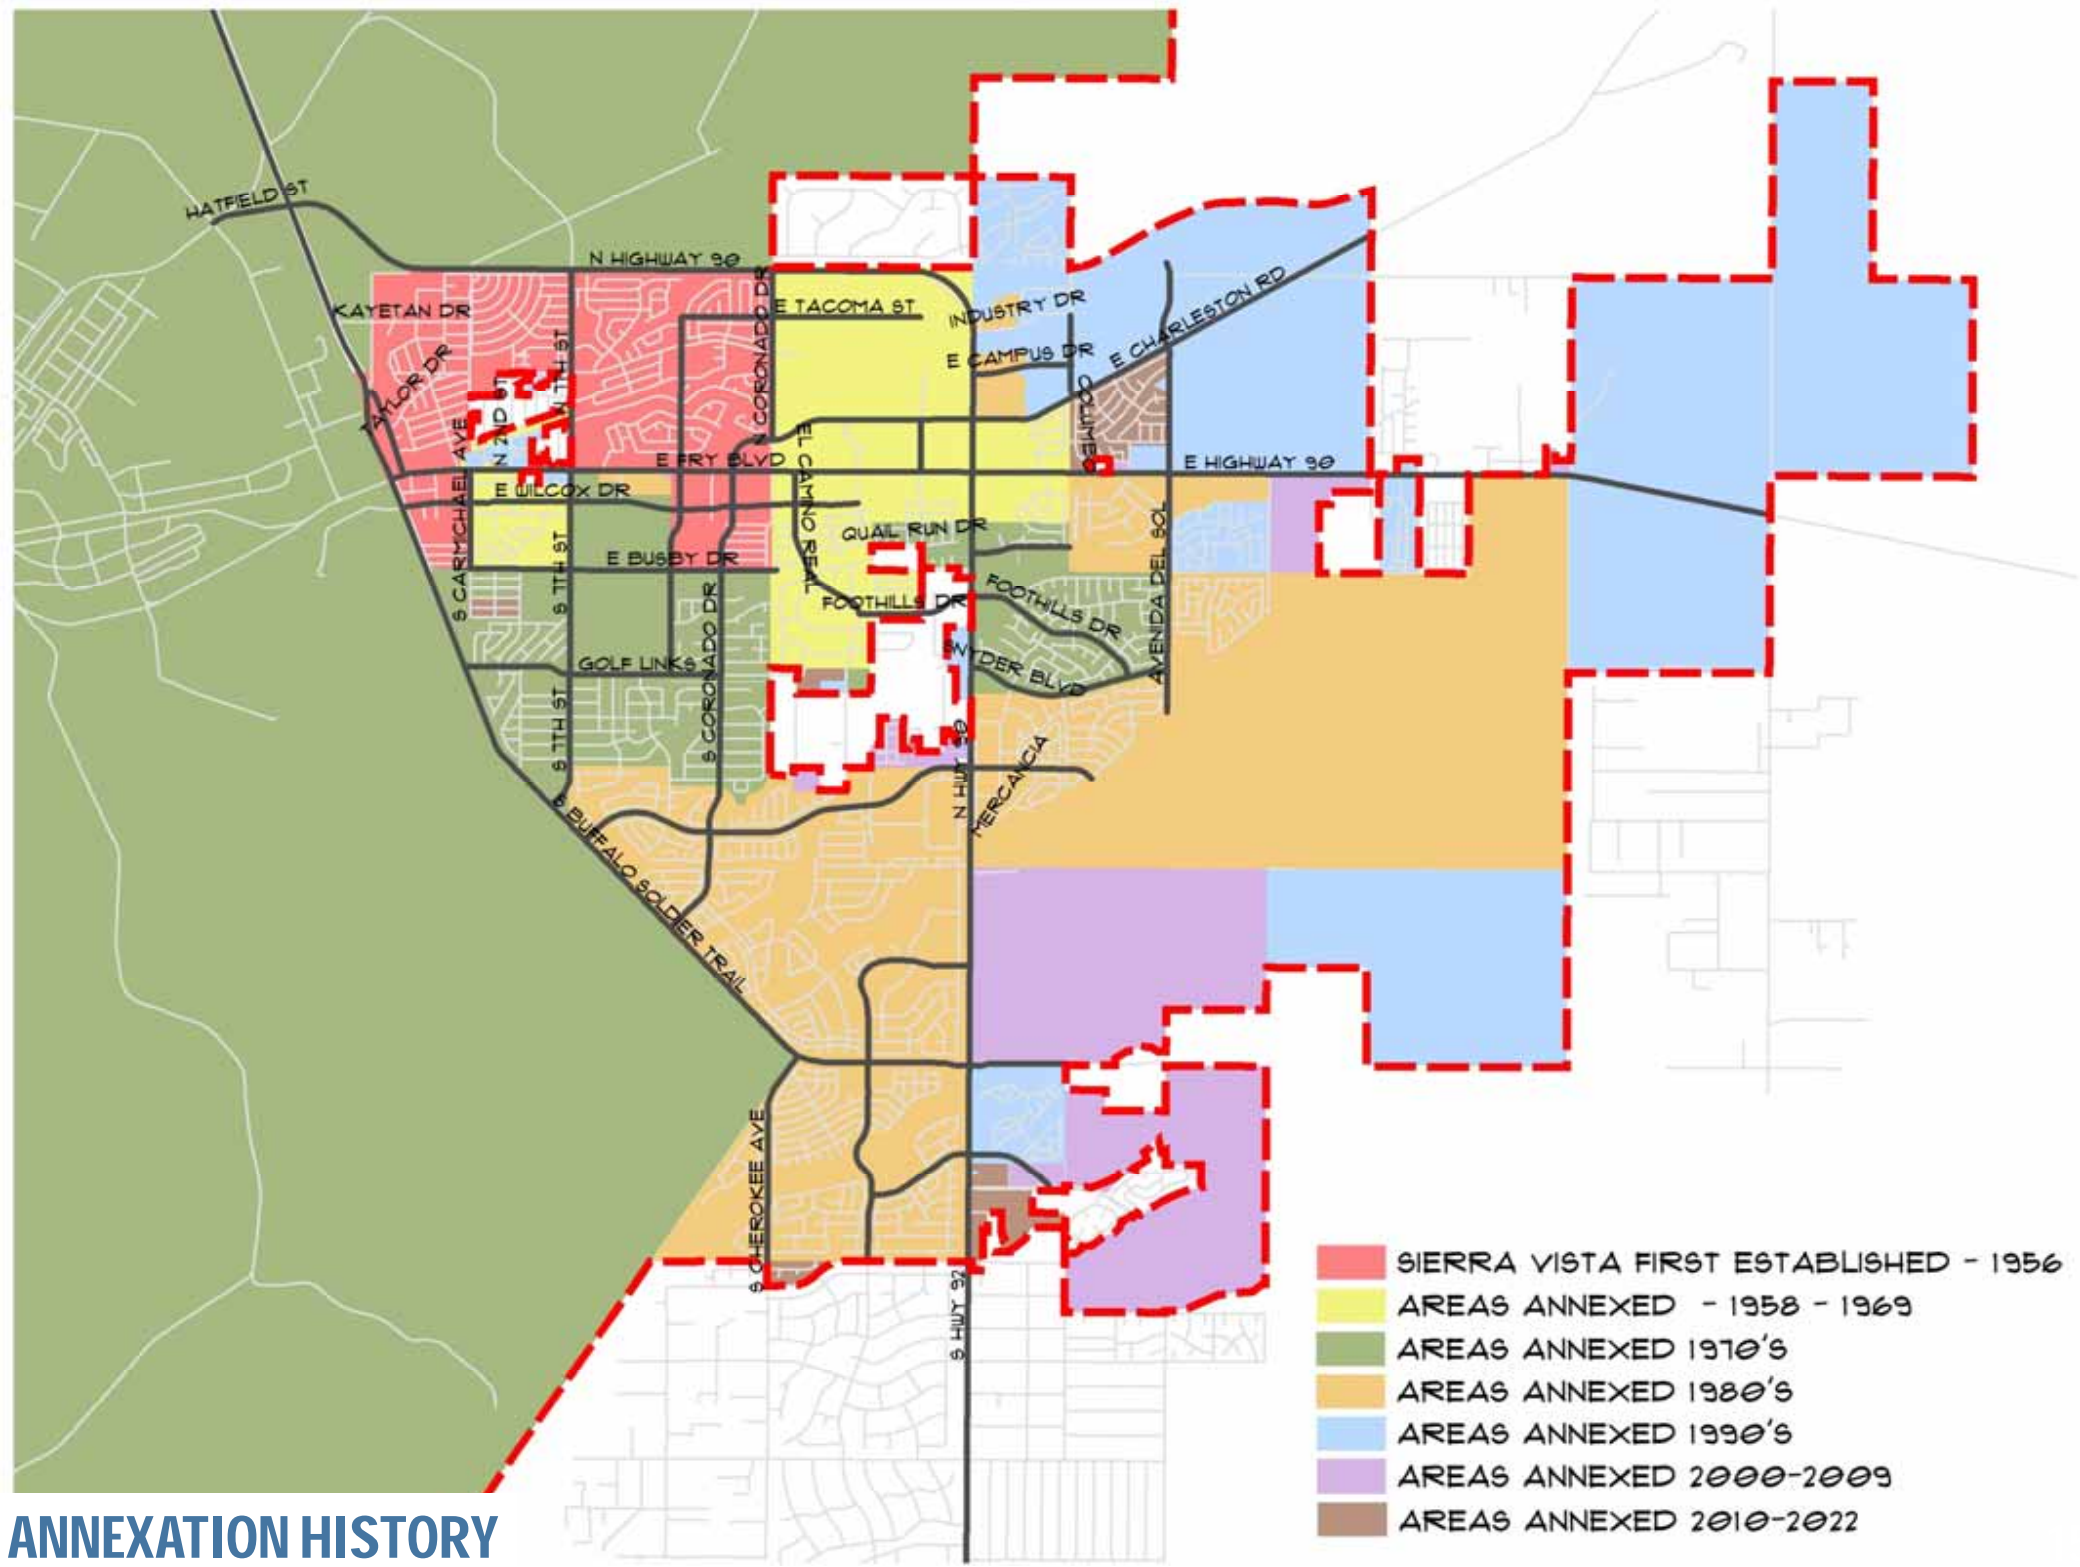 HATFIELD ST
N HIGHWAY 90
KAYETAN DR
TAYLOR DR
N CORONADO DR
E TACOMA ST
INDUSTRY DR
E CAMPUS DR
E CHARLESTON RD
N 7TH ST
N 2ND ST
S CARMICHAEL AVE
COLUMBO
E FRY BLVD
EL CAMINO REAL
E HIGHWAY 90
E WILCOX DR
QUAIL RUN DR
S 7TH ST
E BUSBY DR
AVENIDA DEL SOL
FOOTHILLS DR
FOOTHILLS DR
S CORONADO DR
GOLF LINKS
SNYDER BLVD
S 7TH ST
N HWY 90
MERCANCIA
S BUFFALO SOLDIER TRAIL
S CHEROKEE AVE
S HWY 92
SIERRA VISTA FIRST ESTABLISHED - 1956
AREAS ANNEXED - 1958 - 1969
AREAS ANNEXED 1970'S
AREAS ANNEXED 1980'S
AREAS ANNEXED 1990'S
AREAS ANNEXED 2000-2009
AREAS ANNEXED 2010-2022
ANNEXATION HISTORY